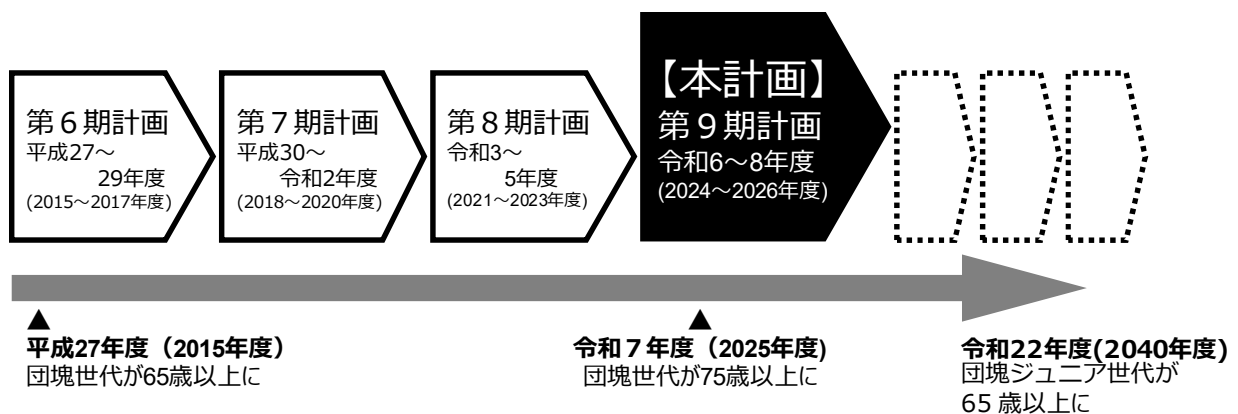 第６期計画
平成27～
29年度
(2015～2017年度)
第７期計画
平成30～
令和2年度
(2018～2020年度)
第８期計画
令和3～
5年度
(2021～2023年度)
【本計画】
第９期計画
令和6～8年度
(2024～2026年度)
▲
平成27年度（2015年度）
団塊世代が65歳以上に
▲
令和７年度（2025年度)
団塊世代が75歳以上に
令和22年度(2040年度)
団塊ジュニア世代が
65 歳以上に